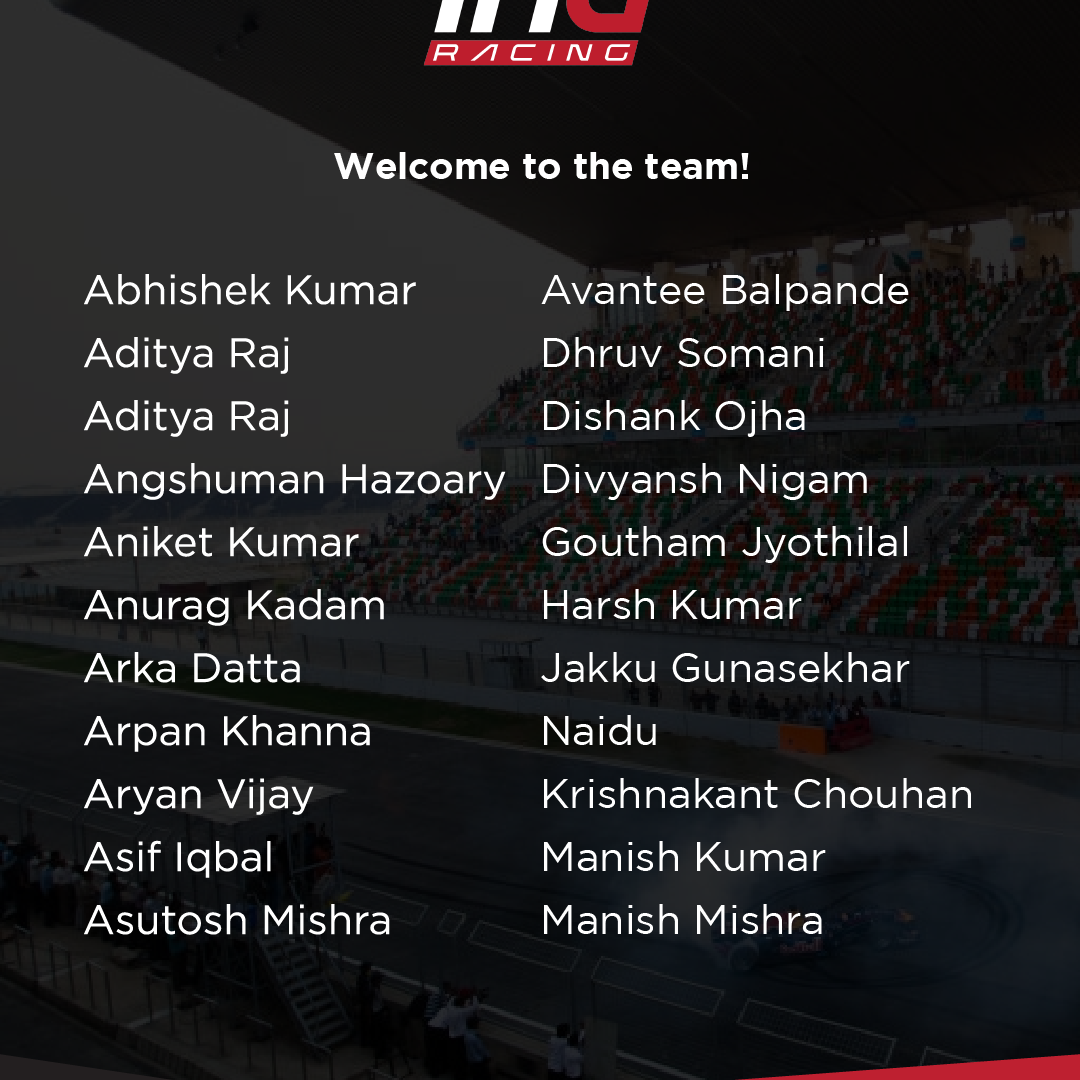 RACING
Welcome to the team!
Abhishek Kumar
Aditya Raj
Aditya Raj
Angshuman Hazoary
Aniket Kumar
Anurag Kadam
Arka Datta
Arpan Khanna
Aryan Vijay
Asif Iqbal
Asutosh Mishra
Avantee Balpande
Dhruv Somani
Dishank Ojha
Divyansh Nigam
Goutham Jyothilal
Harsh Kumar
Jakku Gunasekhar
Naidu
Krishnakant Chouhan
Manish Kumar
Manish Mishra